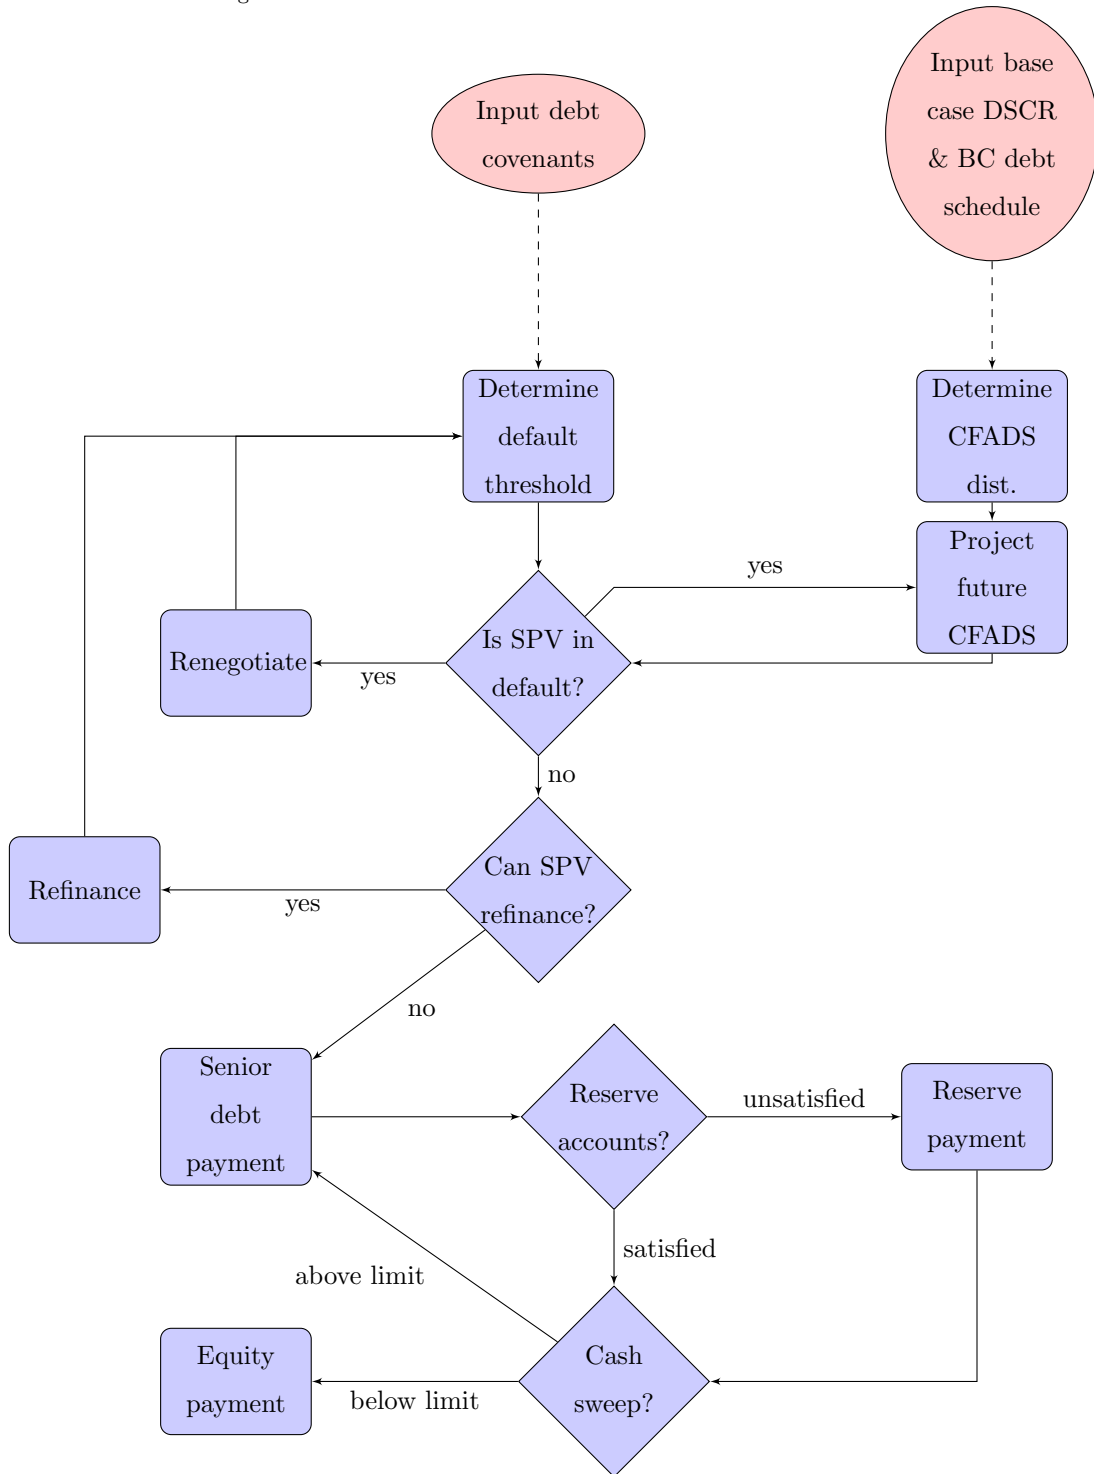 Input debt
covenants
Input base
case DSCR
& BC debt
schedule
Determine
default
threshold
Determine
CFADS
dist.
Project
future
CFADS
yes
Is SPV in
default?
Renegotiate
yes
no
Can SPV
refinance?
Refinance
yes
no
Senior
debt
payment
Reserve
accounts?
unsatisfied
Reserve
payment
satisfied
above limit
Cash
sweep?
Equity
payment
below limit